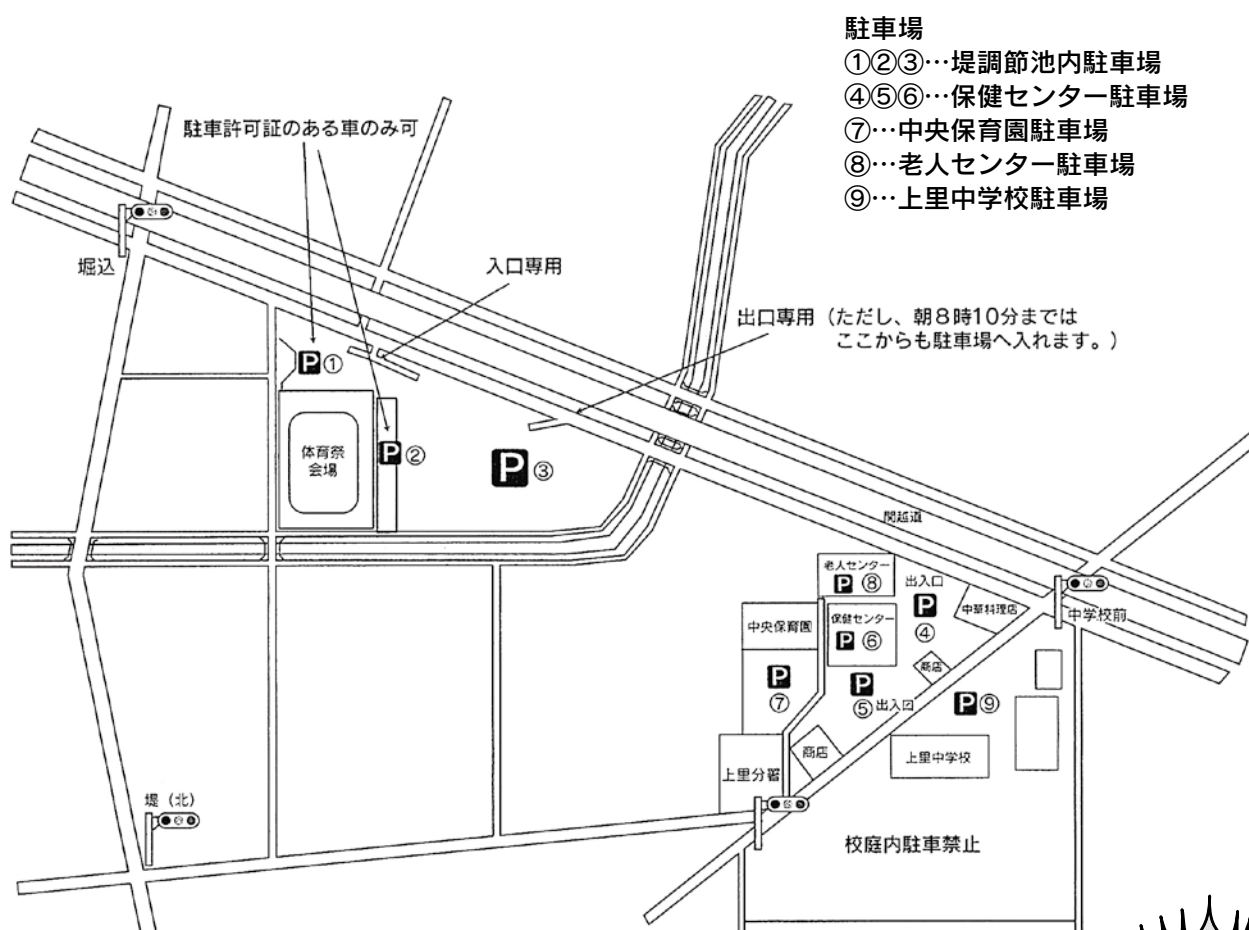 駐車場
①②③…堤調節池内駐車場
④⑤⑥…保健センター駐車場
⑦…中央保育園駐車場
⑧…老人センター駐車場
⑨…上里中学校駐車場
駐車許可証のある車のみ可
堀込
入口専用
出口専用（ただし、朝8時10分までは
ここからも駐車場へ入れます。）
P①
体育祭
会場
P②
P③
関越道
老人センター
P⑧
出入口
P
④
中華料理店
中学校前
中央保育園
保健センター
P⑥
商店
P
⑦
P
⑤出入口
P⑨
上里分署
商店
上里中学校
堤（北）
校庭内駐車禁止